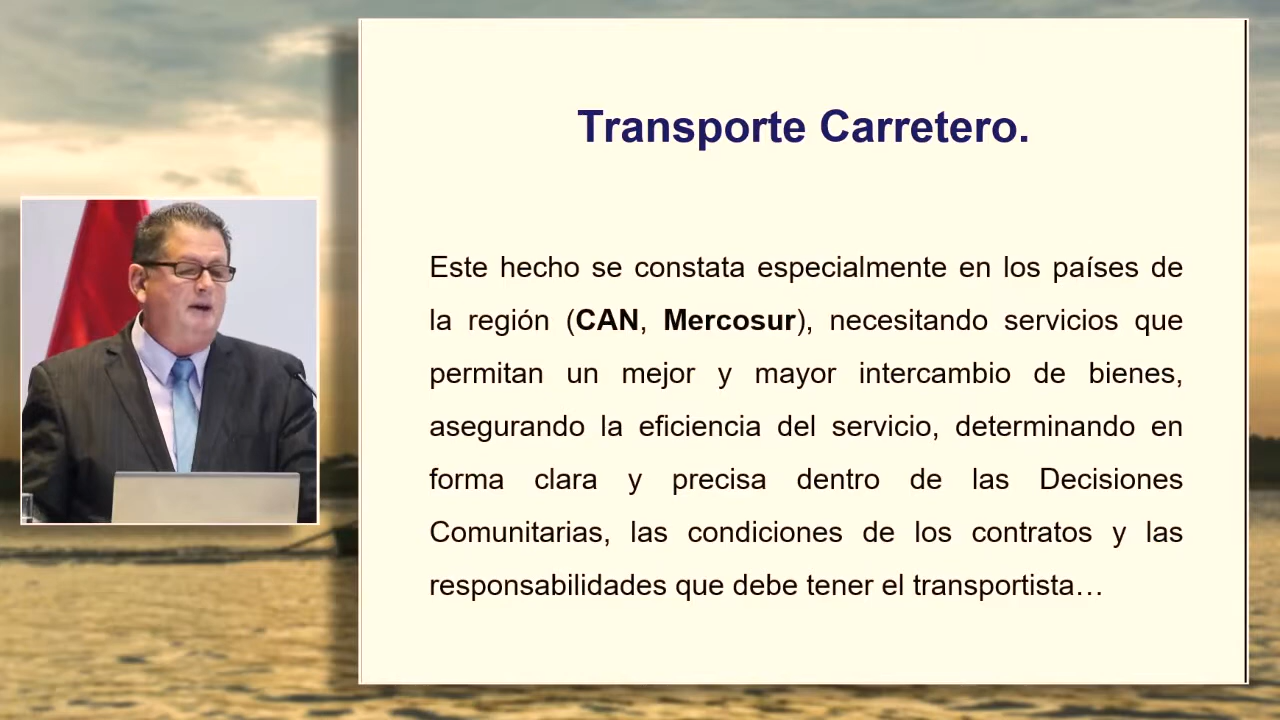 Transporte Carretero.
Este hecho se constata especialmente en los países de
la región (CAN, Mercosur), necesitando servicios que
permitan un mejor y mayor intercambio de bienes,
asegurando la eficiencia del servicio, determinando en
forma clara y precisa dentro de las Decisiones
Comunitarias, las condiciones de los contratos y las
responsabilidades que debe tener el transportista…